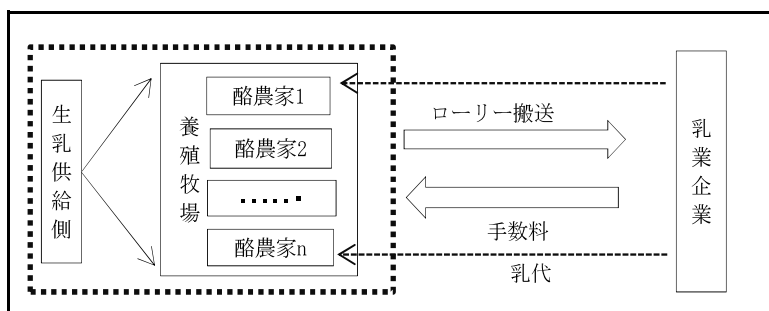 生乳供給側
養殖牧場
酪農家1
酪農家2
......
酪農家n
ローリー搬送
手数料
乳代
乳業企業